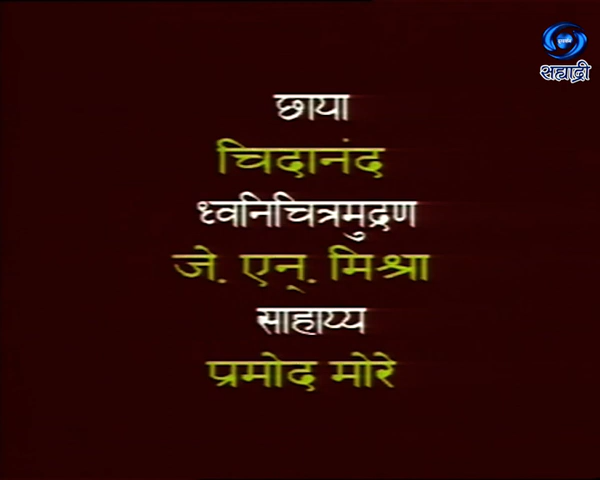 सह्याद्री
छाया
चिदानंद
ध्वनिचित्रमुद्रण
जे. एन्. मिश्रा
साहाय्य
प्रमोद मोरे